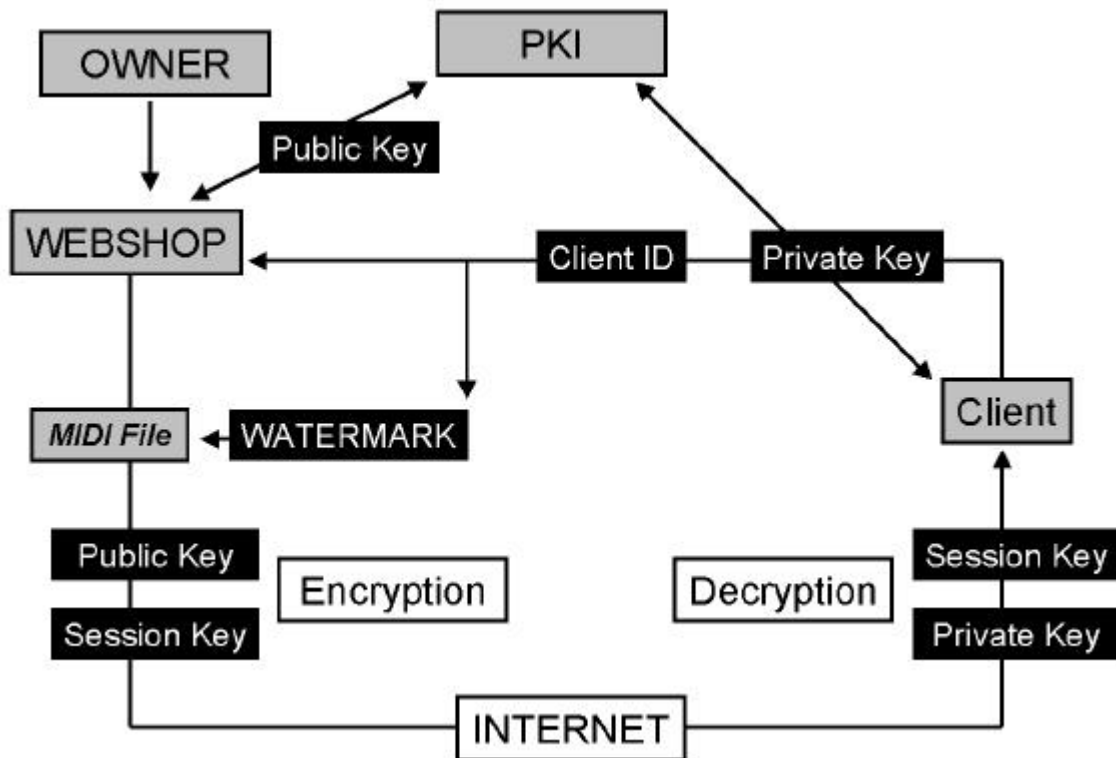 OWNER
PKI
Public Key
WEBSHOP
Client ID
Private Key
Client
MIDI File
WATERMARK
Public Key
Session Key
Encryption
Decryption
Session Key
Private Key
INTERNET